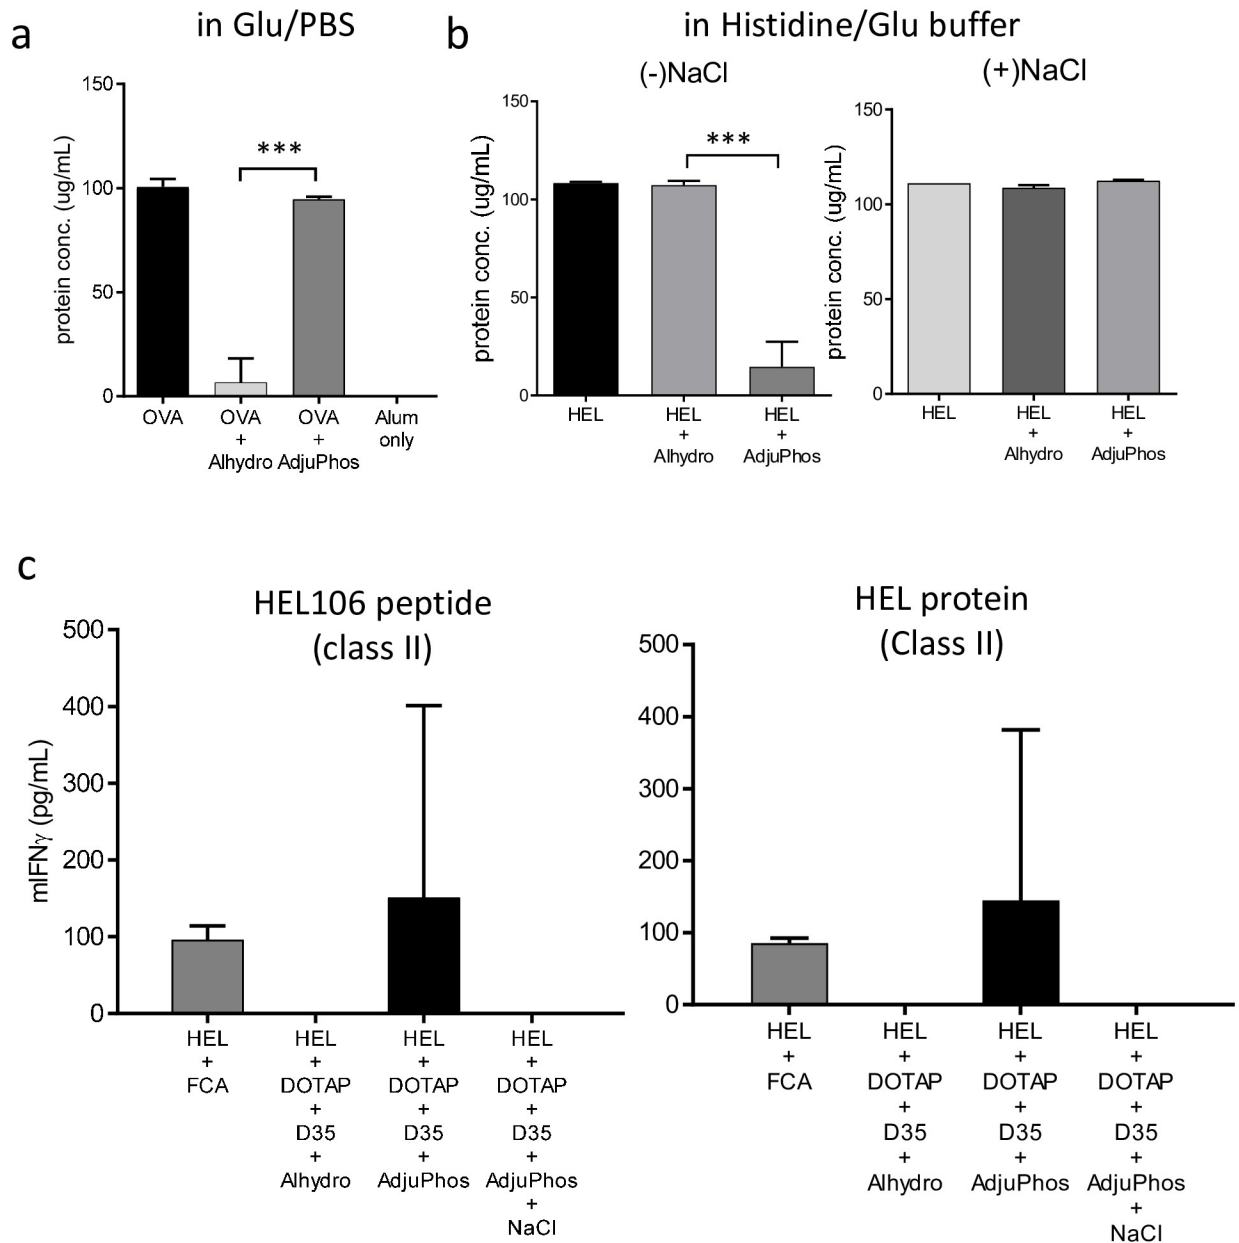 a
in Glu/PBS
150
100
50
0
protein conc. (ug/mL)
***
OVA
OVA
+
Alhydro
OVA
+
AdjuPhos
Alum
only
b
in Histidine/Glu buffer
(-)NaCl
150
100
50
0
protein conc. (ug/mL)
***
HEL
HEL
+
Alhydro
HEL
+
AdjuPhos
(+)NaCl
150
100
50
0
protein conc. (ug/mL)
HEL
HEL
+
Alhydro
HEL
+
AdjuPhos
c
HEL106 peptide
(class II)
500
400
300
200
100
0
mIFNγ (pg/mL)
HEL
+
FCA
HEL
+
DOTAP
+
D35
+
Alhydro
HEL
+
DOTAP
+
D35
+
AdjuPhos
HEL
+
DOTAP
+
D35
+
AdjuPhos
+
NaCl
HEL protein
(Class II)
500
400
300
200
100
0
HEL
+
FCA
HEL
+
DOTAP
+
D35
+
Alhydro
HEL
+
DOTAP
+
D35
+
AdjuPhos
HEL
+
DOTAP
+
D35
+
AdjuPhos
+
NaCl